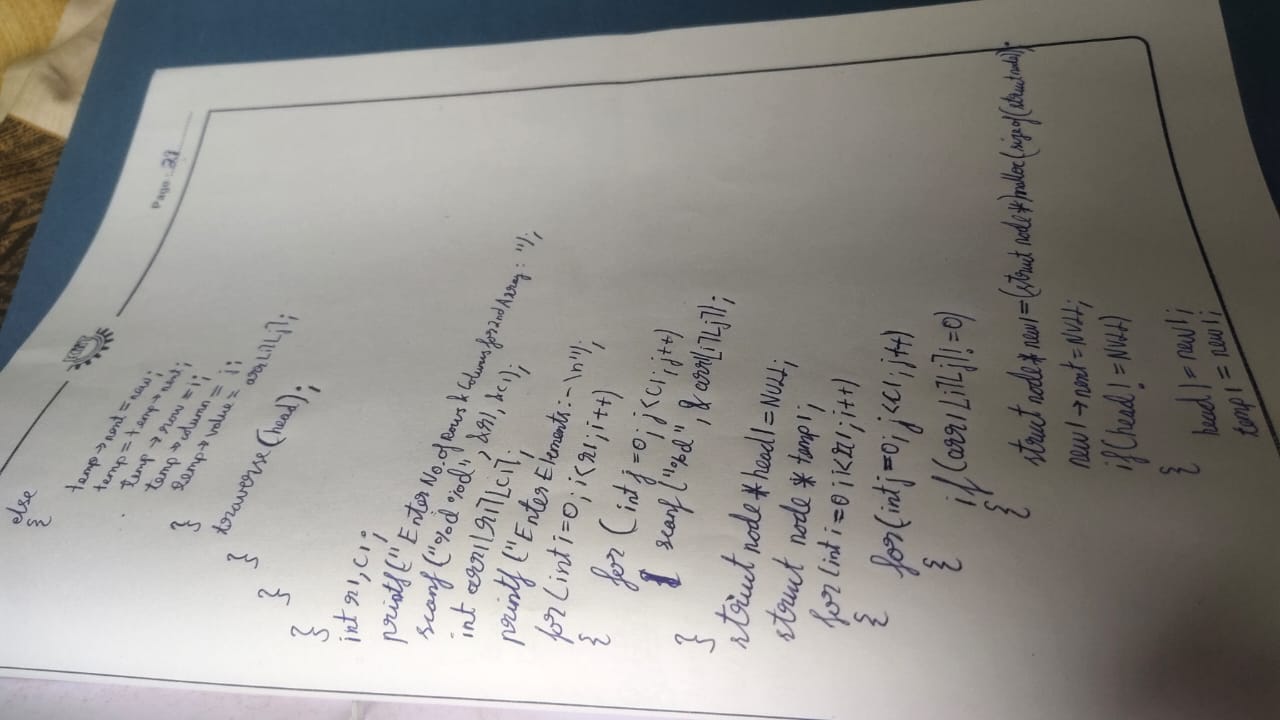 Page: 27
else
{
temp→next = new;
temp = temp→next;
temp→row = i;
temp→column = j;
temp→value = arr[i][j];
}
traverse(head);
}
}
}
int r1, c1;
printf("Enter No. of Rows & Columns for 2nd Array: ");
scanf("%d %d", &r1, &c1);
int arr1[r1][c1];
printf("Enter Elements:-\n");
for(int i=0; i<r1; i++)
{
for (int j=0; j<c1; j++)
scanf("%d", &arr1[i][j]);
}
struct node *head1 = NULL;
struct node *temp1;
for(int i=0; i<r1; i++)
{
for(int j=0; j<c1; j++)
{
if(arr1[i][j]!=0)
{
struct node* new1 = (struct node*)malloc(sizeof(struct node));
new1→next = NULL;
if(head! = NULL)
{
head1 = new1;
temp1 = new1;